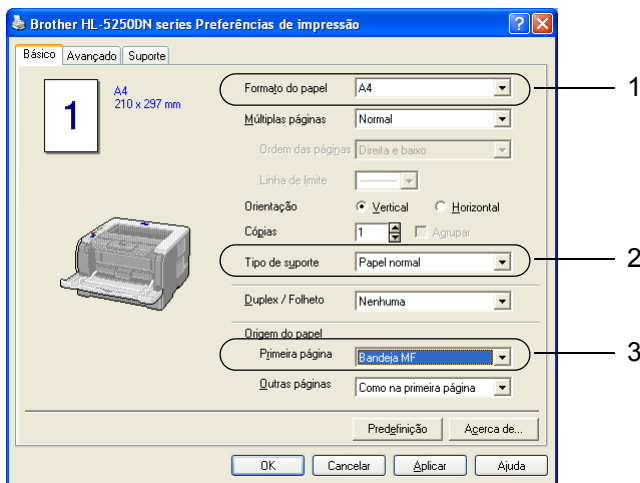 Brother HL-5250DN series Preferências de impressão
Básico Avançado Suporte
1
A4
210 x 297 mm
Formato do papel A4 1
Múltiplas páginas Normal
Ordem das páginas Direita e baixo
Linha de limite
Orientação Vertical Horizontal
Cópias 1 Agrupar
Tipo de suporte Papel normal 2
Duplex / Folheto Nenhuma
Origem do papel
Primeira página Bandeja MF 3
Outras páginas Como na primeira página
Predefinição Acerca de...
OK Cancelar Aplicar Ajuda